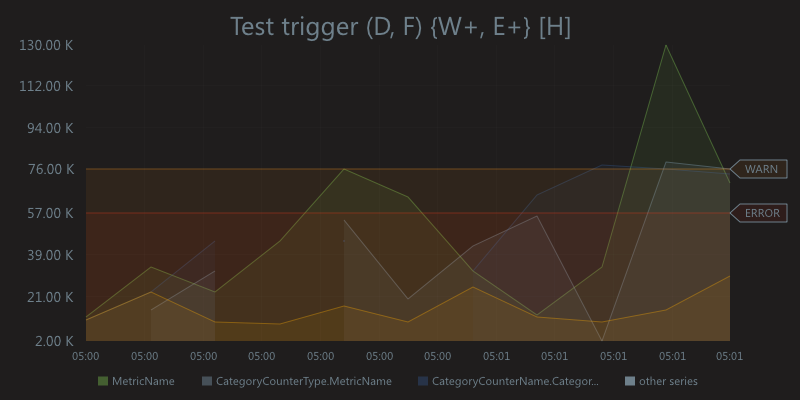 Test trigger (D, F) {W+, E+} [H]
130.00 K
112.00 K
94.00 K
76.00 K
57.00 K
39.00 K
21.00 K
2.00 K
WARN
ERROR
05:00 05:00 05:00 05:00 05:00 05:00 05:00 05:01 05:01 05:01 05:01 05:01
MetricName CategoryCounterType.MetricName CategoryCounterName.Categor... other series